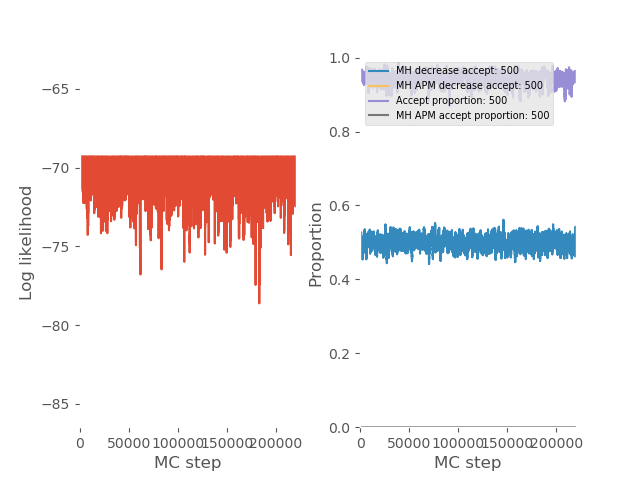 Log likelihood
−65
−70
−75
−80
−85
0 50000 100000 150000 200000
MC step
Proportion
1.0
0.8
0.6
0.4
0.2
0.0
MH decrease accept: 500
MH APM decrease accept: 500
Accept proportion: 500
MH APM accept proportion: 500
0 50000 100000 150000 200000
MC step